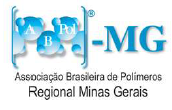 ABPol®-MG
Associação Brasileira de Polímeros
Regional Minas Gerais